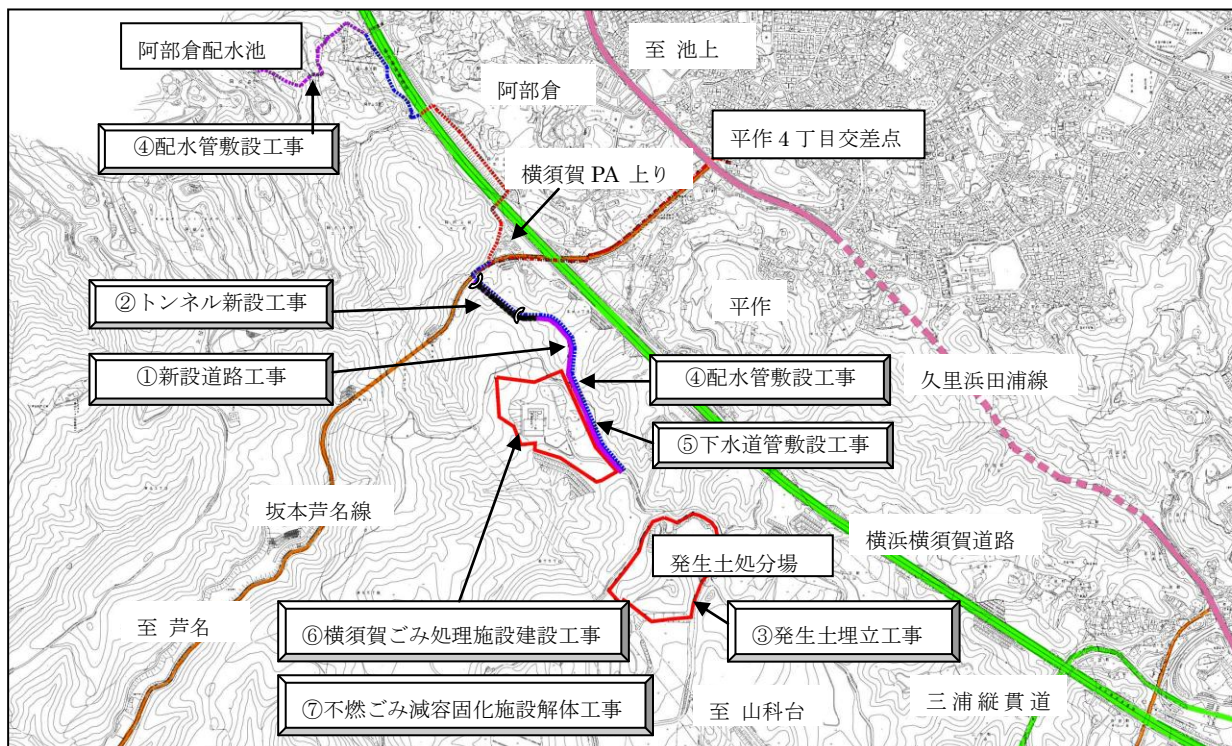 阿部倉配水池
至 池上
阿部倉
④配水管敷設工事
平作4丁目交差点
横須賀 PA 上り
②トンネル新設工事
平作
①新設道路工事
④配水管敷設工事
久里浜田浦線
⑤下水道管敷設工事
坂本芦名線
横浜横須賀道路
発生土処分場
至 芦名
⑥横須賀ごみ処理施設建設工事
③発生土埋立工事
⑦不燃ごみ減容固化施設解体工事
至 山科台
三浦縦貫道